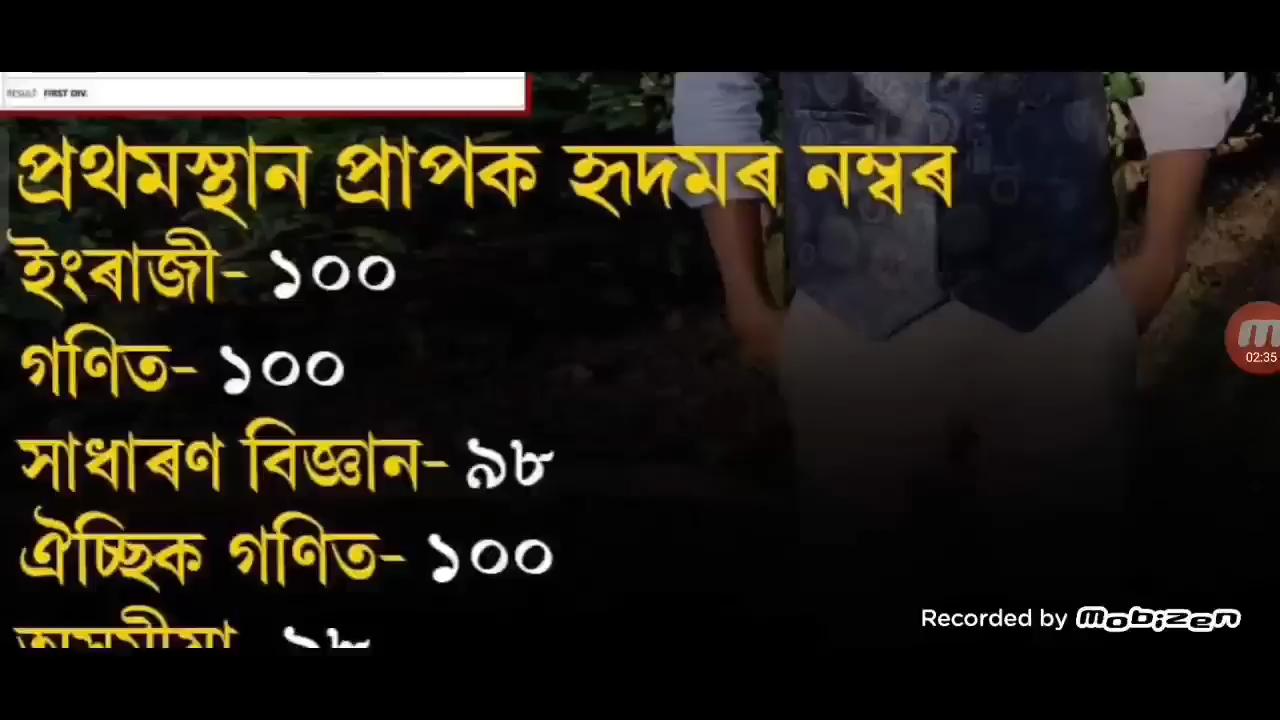 RESULT: FIRST DIV.
প্ৰথমস্থান প্ৰাপক হৃদমৰ নম্বৰ
ইংৰাজী- ১০০
গণিত- ১০০
সাধাৰণ বিজ্ঞান- ৯৮
ঐচ্ছিক গণিত- ১০০
02:35
Recorded by mobizen